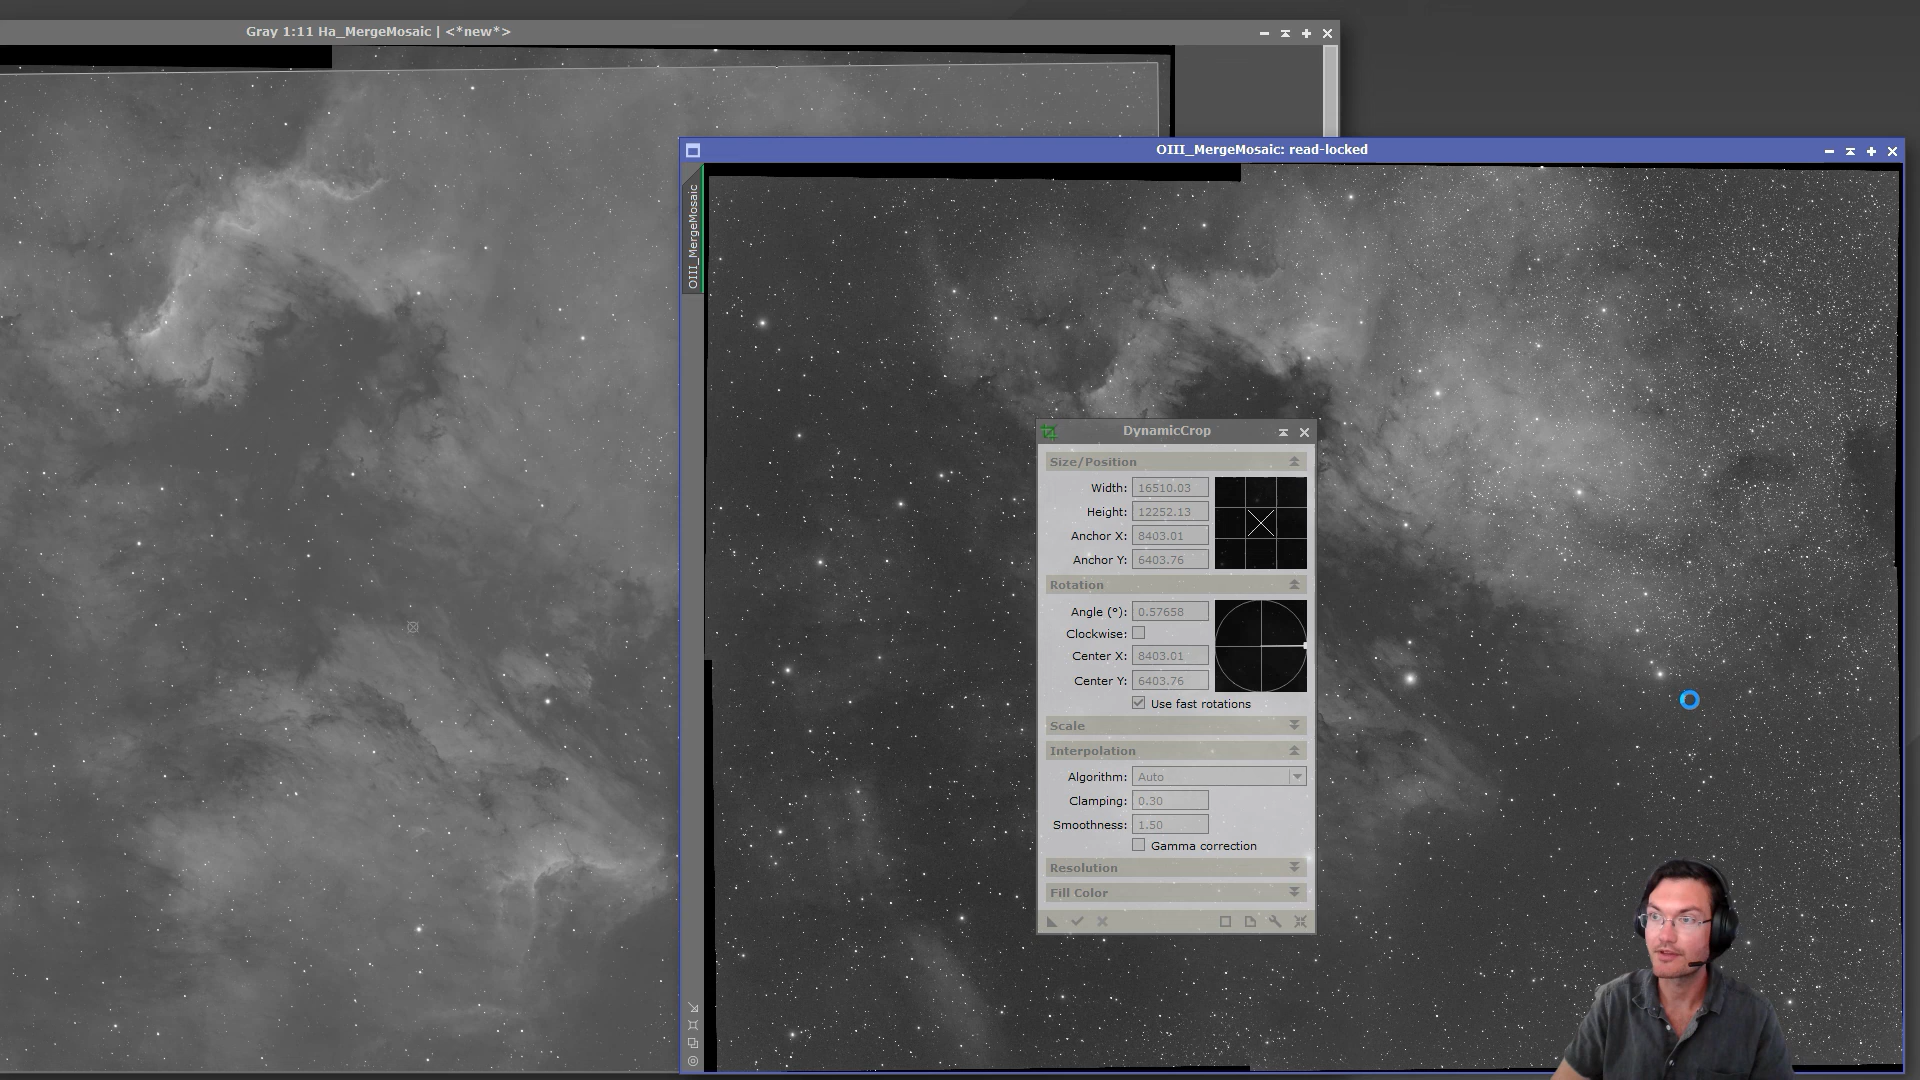 Gray 1:11 Ha_MergeMosaic | <*new*>
OIII_MergeMosaic: read-locked
OIII_MergeMosaic
DynamicCrop
Size/Position
Width: 16510.03
Height: 12252.13
Anchor X: 8403.01
Anchor Y: 6403.76
Rotation
Angle (°): 0.57658
Clockwise:
Center X: 8403.01
Center Y: 6403.76
Use fast rotations
Scale
Interpolation
Algorithm: Auto
Clamping: 0.30
Smoothness: 1.50
Gamma correction
Resolution
Fill Color